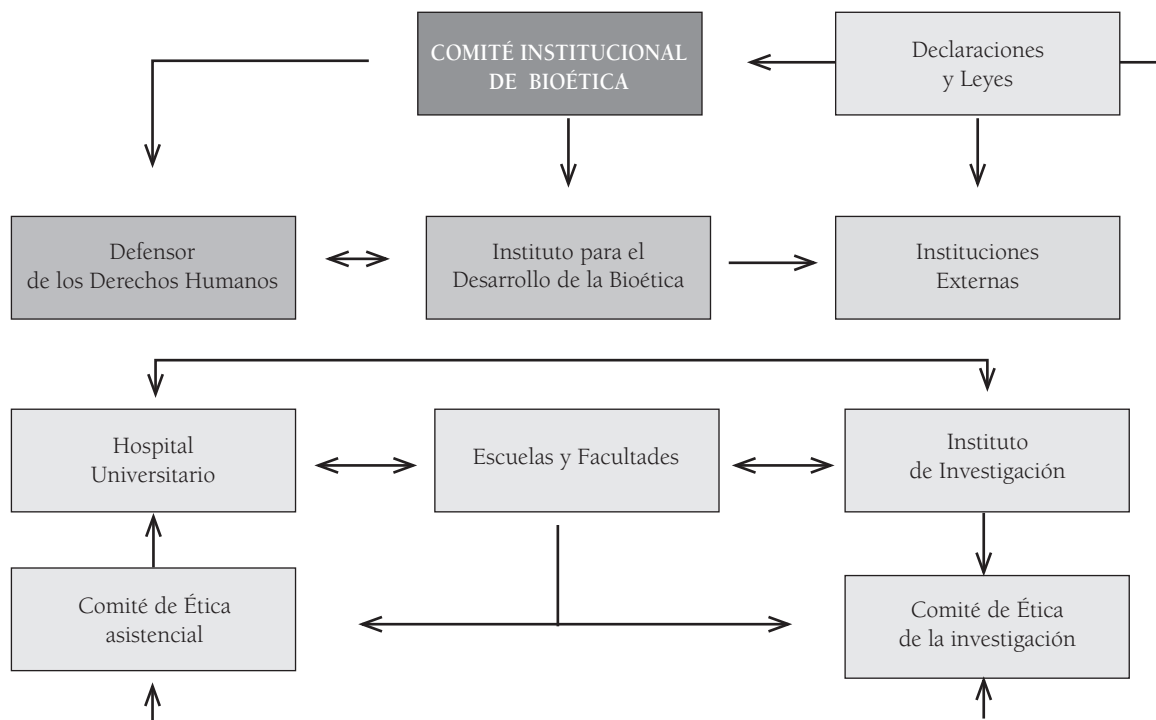 COMITÉ INSTITUCIONAL
DE BIOÉTICA
Declaraciones
y Leyes
Defensor
de los Derechos Humanos
Instituto para el
Desarrollo de la Bioética
Instituciones
Externas
Hospital
Universitario
Escuelas y Facultades
Instituto
de Investigación
Comité de Ética
asistencial
Comité de Ética
de la investigación